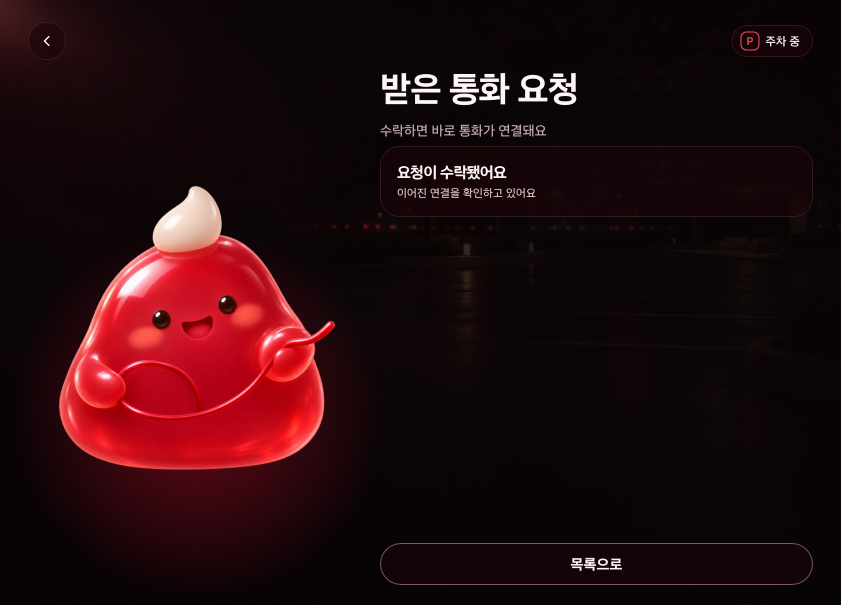 P 주차 중
받은 통화 요청
수락하면 바로 통화가 연결돼요
요청이 수락됐어요
이어진 연결을 확인하고 있어요
목록으로